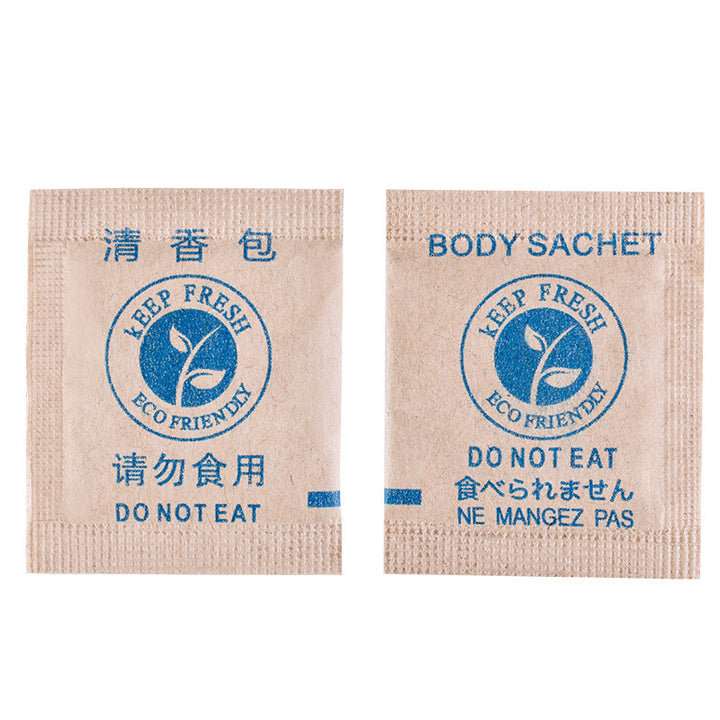 清香包
kEEP FRESH
ECO FRIENDLY
请勿食用
DO NOT EAT
BODY SACHET
kEEP FRESH
ECO FRIENDLY
DO NOT EAT
食べられません
NE MANGEZ PAS